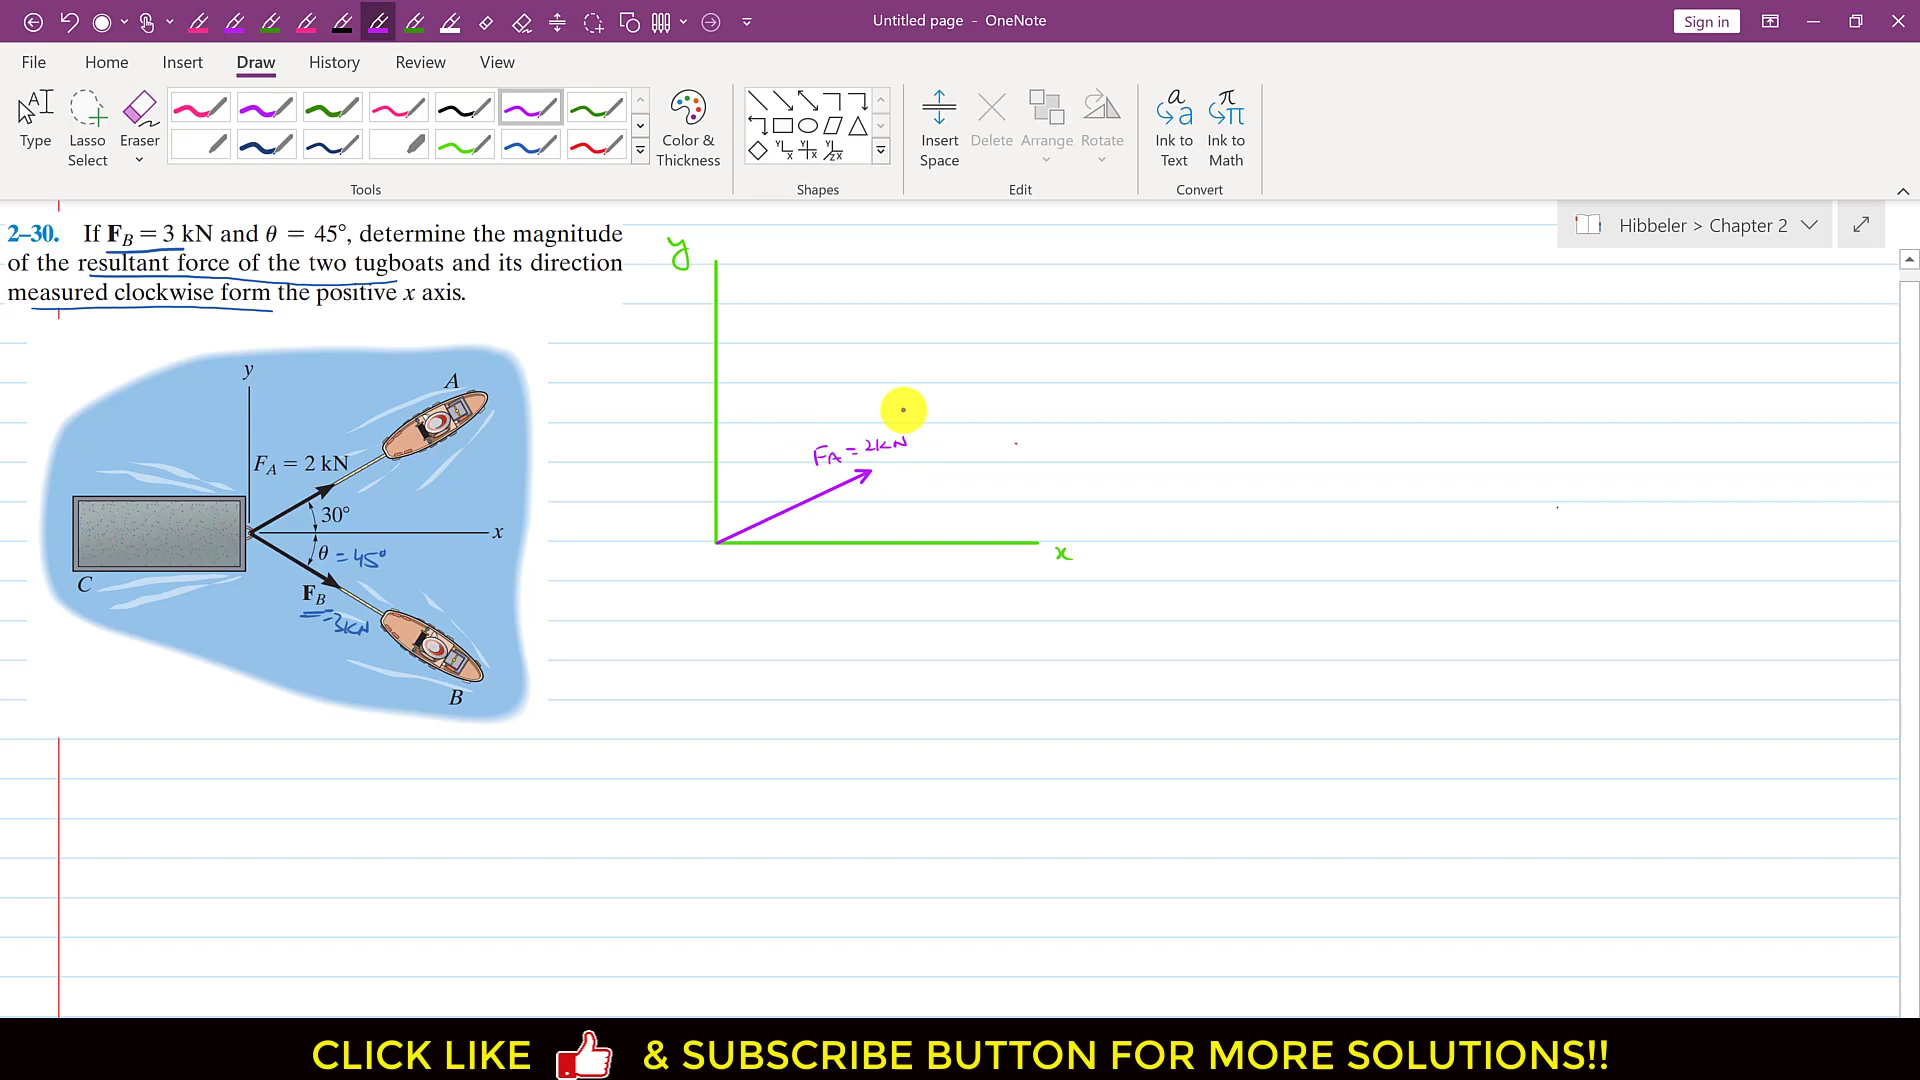 Untitled page - OneNote
Sign in
File Home Insert Draw History Review View
Type
Lasso Select
Eraser
Color & Thickness
Insert Space
Delete
Arrange
Rotate
Ink to Text
Ink to Math
Tools
Shapes
Edit
Convert
Hibbeler > Chapter 2
2–30. If F_B = 3 kN and θ = 45°, determine the magnitude
of the resultant force of the two tugboats and its direction
measured clockwise form the positive x axis.
y
A
F_A = 2 kN
30°
x
θ = 45°
C
F_B
= 3kN
B
y
F_A = 2kN
x
CLICK LIKE & SUBSCRIBE BUTTON FOR MORE SOLUTIONS!!